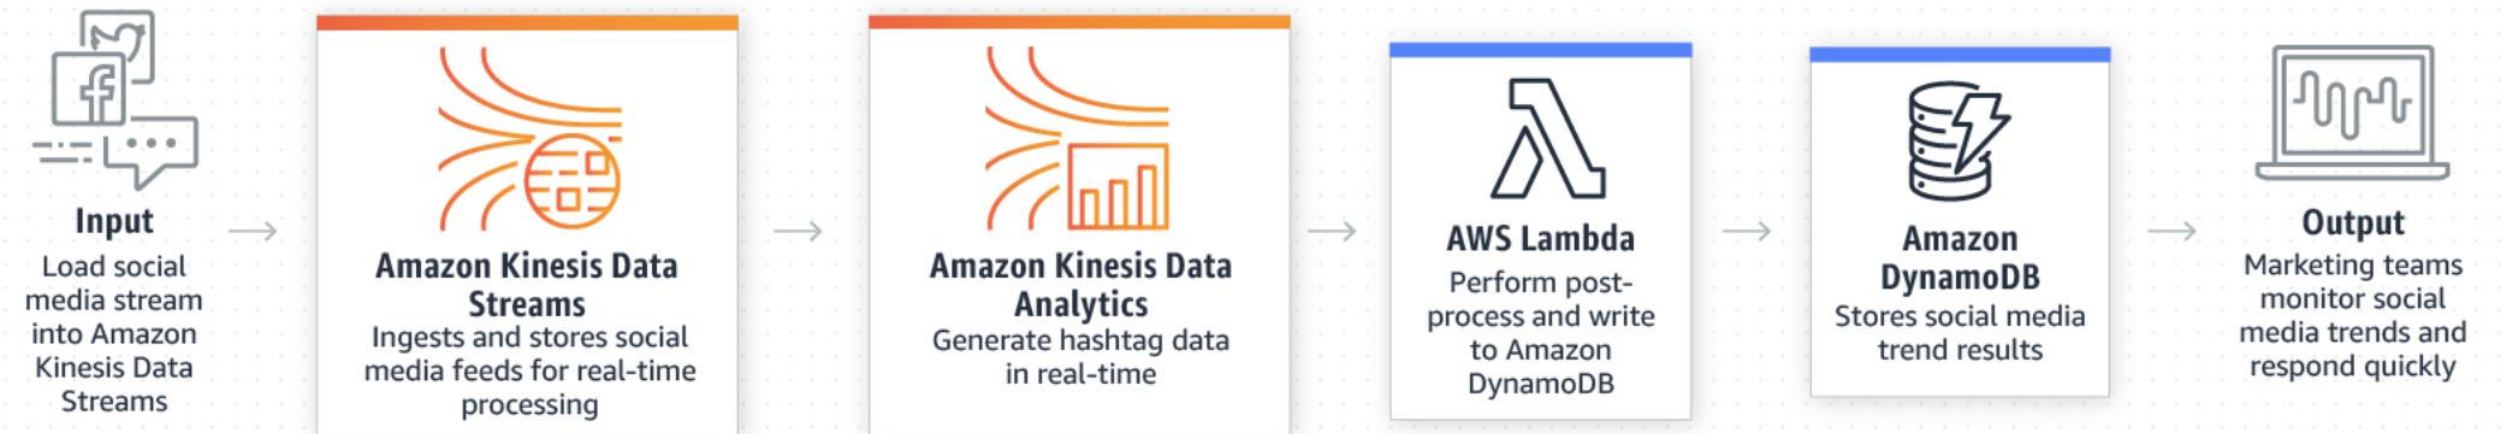 Input
Load social
media stream
into Amazon
Kinesis Data
Streams
Amazon Kinesis Data
Streams
Ingests and stores social
media feeds for real-time
processing
Amazon Kinesis Data
Analytics
Generate hashtag data
in real-time
AWS Lambda
Perform post-
process and write
to Amazon
DynamoDB
Amazon
DynamoDB
Stores social media
trend results
Output
Marketing teams
monitor social
media trends and
respond quickly